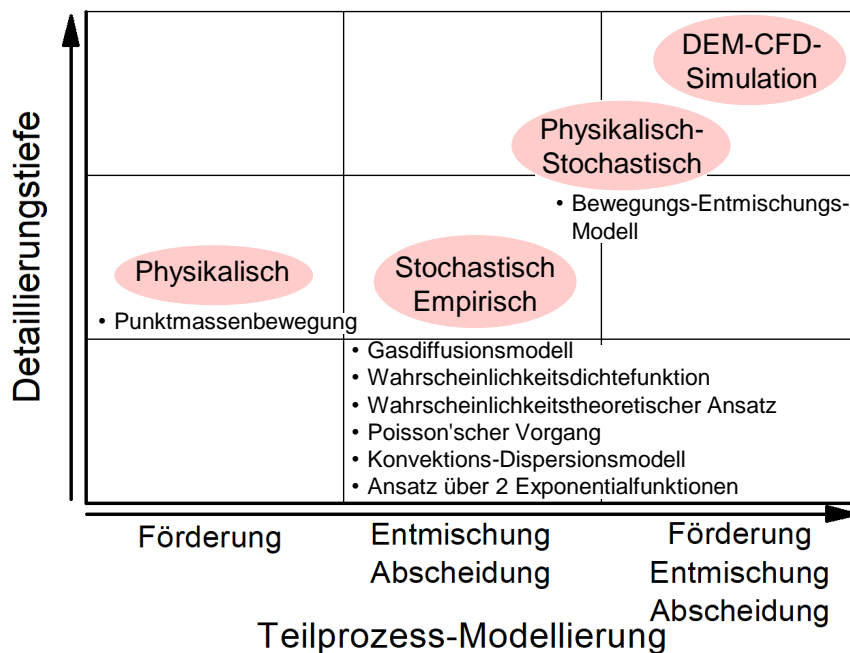 Detaillierungstiefe
DEM-CFD-
Simulation
Physikalisch-
Stochastisch
• Bewegungs-Entmischungs-
Modell
Physikalisch
• Punktmassenbewegung
Stochastisch
Empirisch
• Gasdiffusionsmodell
• Wahrscheinlichkeitsdichtefunktion
• Wahrscheinlichkeitstheoretischer Ansatz
• Poisson'scher Vorgang
• Konvektions-Dispersionsmodell
• Ansatz über 2 Exponentialfunktionen
Förderung
Entmischung
Abscheidung
Förderung
Entmischung
Abscheidung
Teilprozess-Modellierung